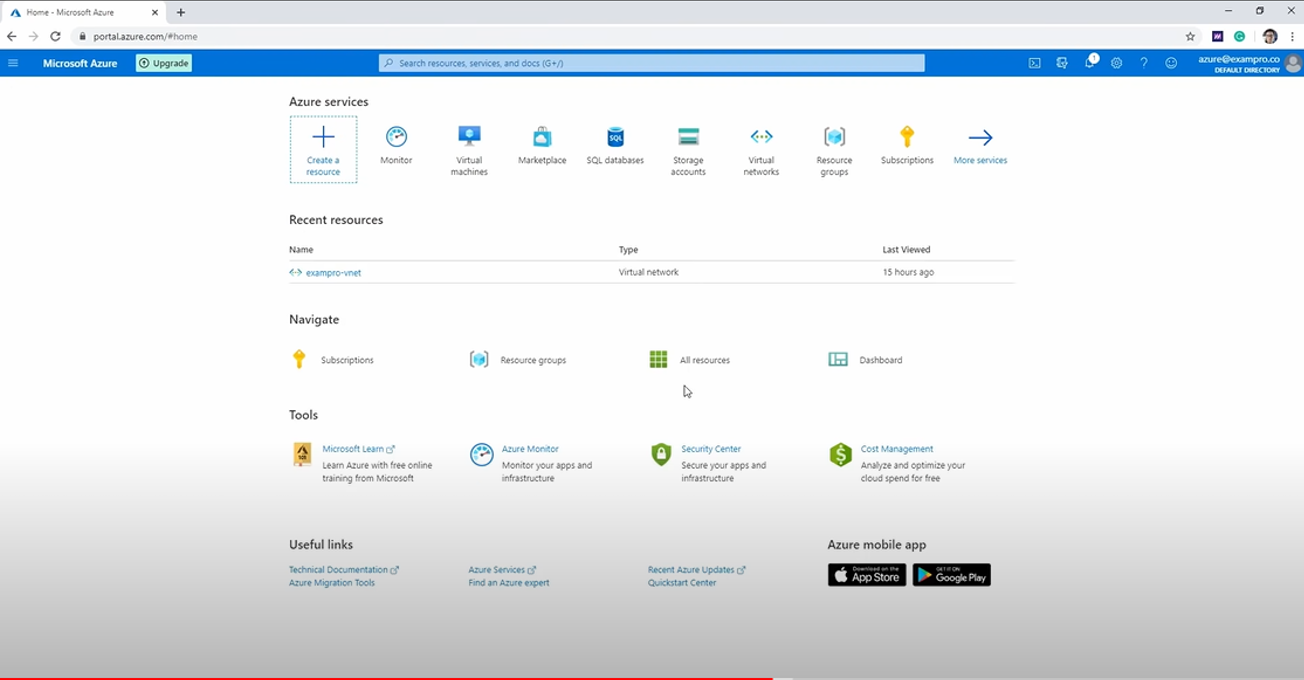 Home - Microsoft Azure
portal.azure.com/#home
Microsoft Azure
Upgrade
Search resources, services, and docs (G+/)
1
azure@exampro.co
DEFAULT DIRECTORY
Azure services
Create a
resource
Monitor
Virtual
machines
Marketplace
SQL
SQL databases
Storage
accounts
Virtual
networks
Resource
groups
Subscriptions
More services
Recent resources
Name Type Last Viewed
exampro-vnet Virtual network 15 hours ago
Navigate
Subscriptions
Resource groups
All resources
Dashboard
Tools
Microsoft Learn
Learn Azure with free online
training from Microsoft
Azure Monitor
Monitor your apps and
infrastructure
Security Center
Secure your apps and
infrastructure
Cost Management
Analyze and optimize your
cloud spend for free
Useful links
Technical Documentation
Azure Migration Tools
Azure Services
Find an Azure expert
Recent Azure Updates
Quickstart Center
Azure mobile app
Download on the
App Store
GET IT ON
Google Play